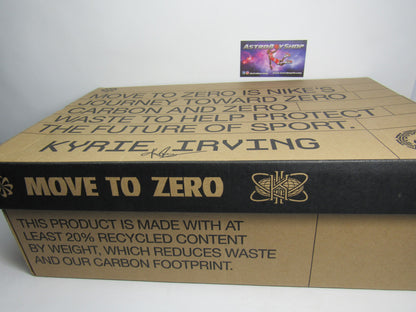 ASTROBOYSHOP
MOVE TO ZERO IS NIKE'S
JOURNEY TOWARD ZERO
CARBON AND ZERO
WASTE TO HELP PROTECT
THE FUTURE OF SPORT.
KYRIE IRVING
MOVE TO ZERO
THIS PRODUCT IS MADE WITH AT
LEAST 20% RECYCLED CONTENT
BY WEIGHT, WHICH REDUCES WASTE
AND OUR CARBON FOOTPRINT.